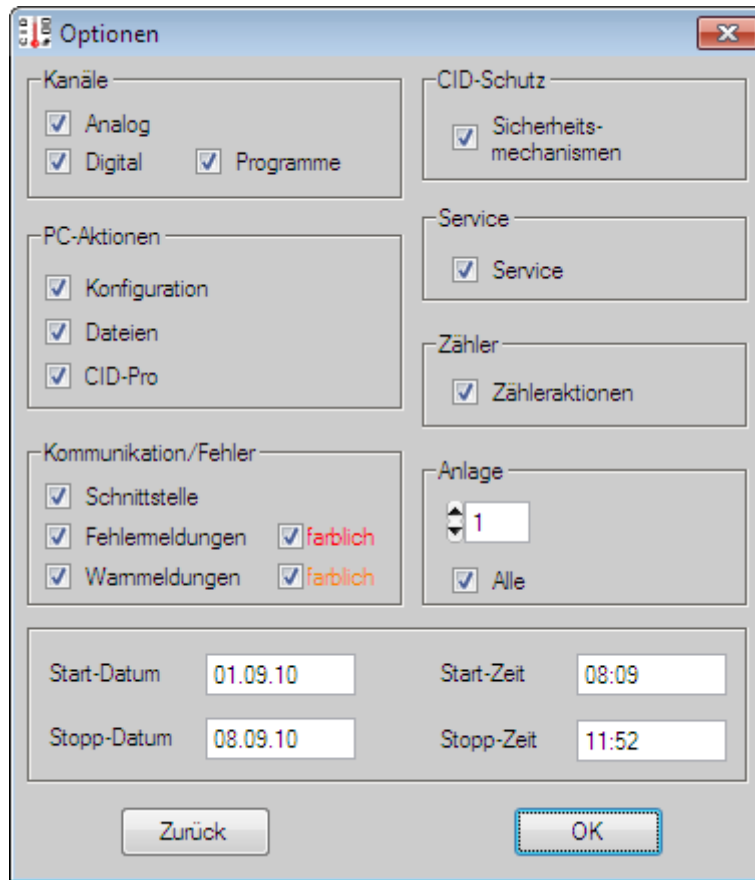 Optionen
Kanäle
Analog
Digital
Programme
PC-Aktionen
Konfiguration
Dateien
CID-Pro
Kommunikation/Fehler
Schnittstelle
Fehlermeldungen
farblich
Warnmeldungen
farblich
CID-Schutz
Sicherheits-
mechanismen
Service
Service
Zähler
Zähleraktionen
Anlage
1
Alle
Start-Datum
01.09.10
Start-Zeit
08:09
Stopp-Datum
08.09.10
Stopp-Zeit
11:52
Zurück
OK